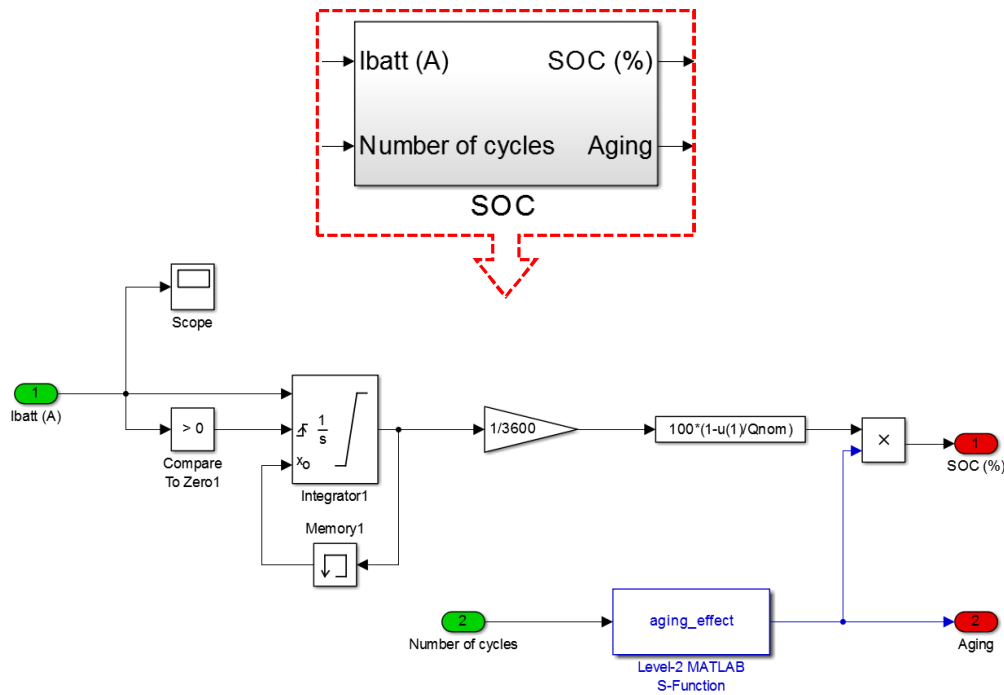 Ibatt (A)
SOC (%)
Number of cycles
Aging
SOC
Scope
1
Ibatt (A)
> 0
Compare
To Zero1
1
s
xo
Integrator1
Memory1
1/3600
100*(1-u(1)/Qnom)
×
1
SOC (%)
2
Number of cycles
aging_effect
Level-2 MATLAB
S-Function
2
Aging